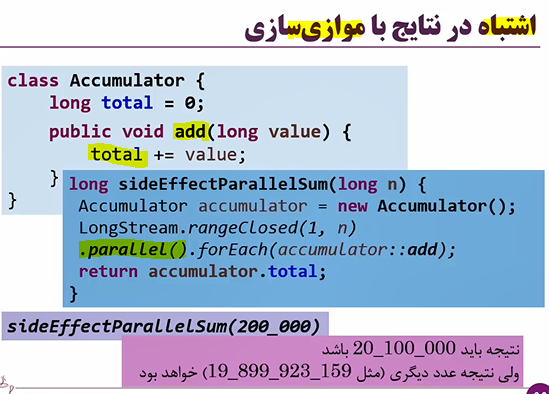 اشتباه در نتایج با موازی‌سازی
class Accumulator {
long total = 0;
public void add(long value) {
total += value;
}
}
long sideEffectParallelSum(long n) {
Accumulator accumulator = new Accumulator();
LongStream.rangeClosed(1, n)
.parallel().forEach(accumulator::add);
return accumulator.total;
}
sideEffectParallelSum(200_000)
نتیجه باید 20_100_000 باشد
ولی نتیجه عدد دیگری (مثل 19_899_923_159) خواهد بود